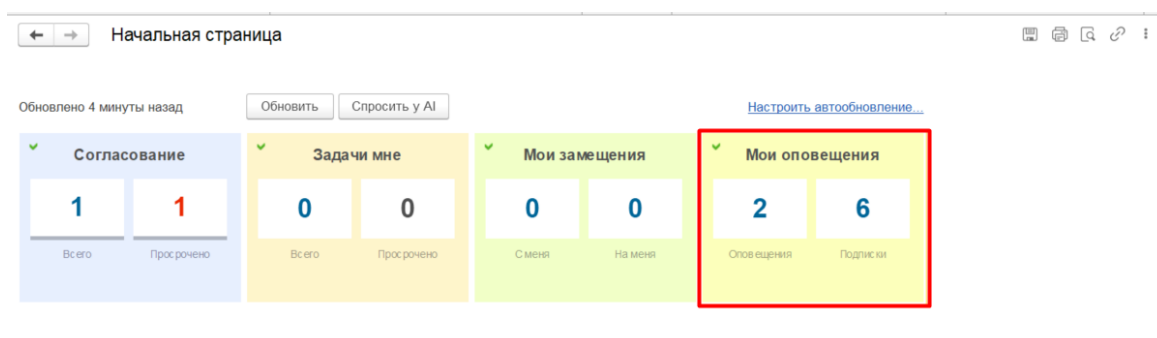 Начальная страница
Обновлено 4 минуты назад Обновить Спросить у AI Настроить автообновление...
Согласование Задачи мне Мои замещения Мои оповещения
1 1 0 0 0 0 2 6
Всего Просрочено Всего Просрочено С меня На меня Оповещения Подписки